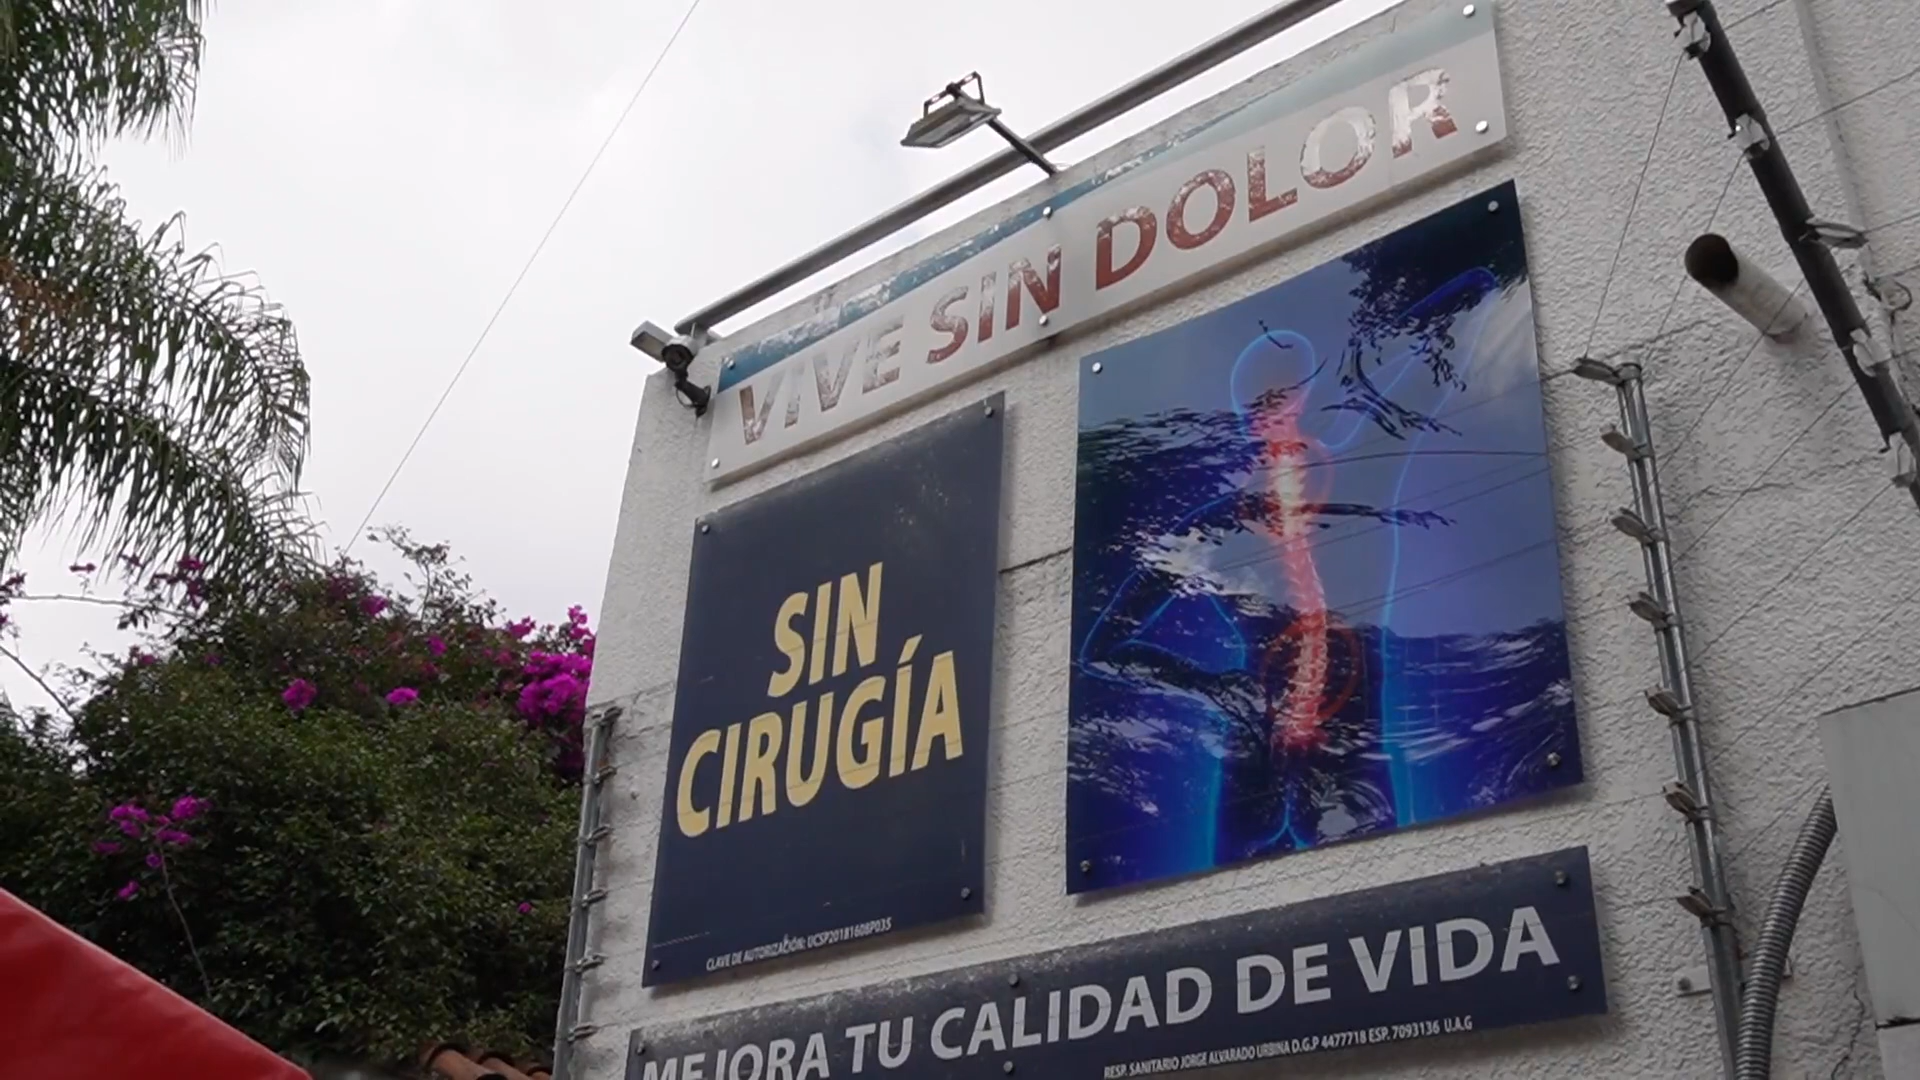 VIVE SIN DOLOR
SIN
CIRUGÍA
CLAVE DE AUTORIZACIÓN: UCSP20181608P035
MEJORA TU CALIDAD DE VIDA
RESP. SANITARIO JORGE ALVARADO URBINA D.G.P 4477718 ESP. 7093136 U.A.G